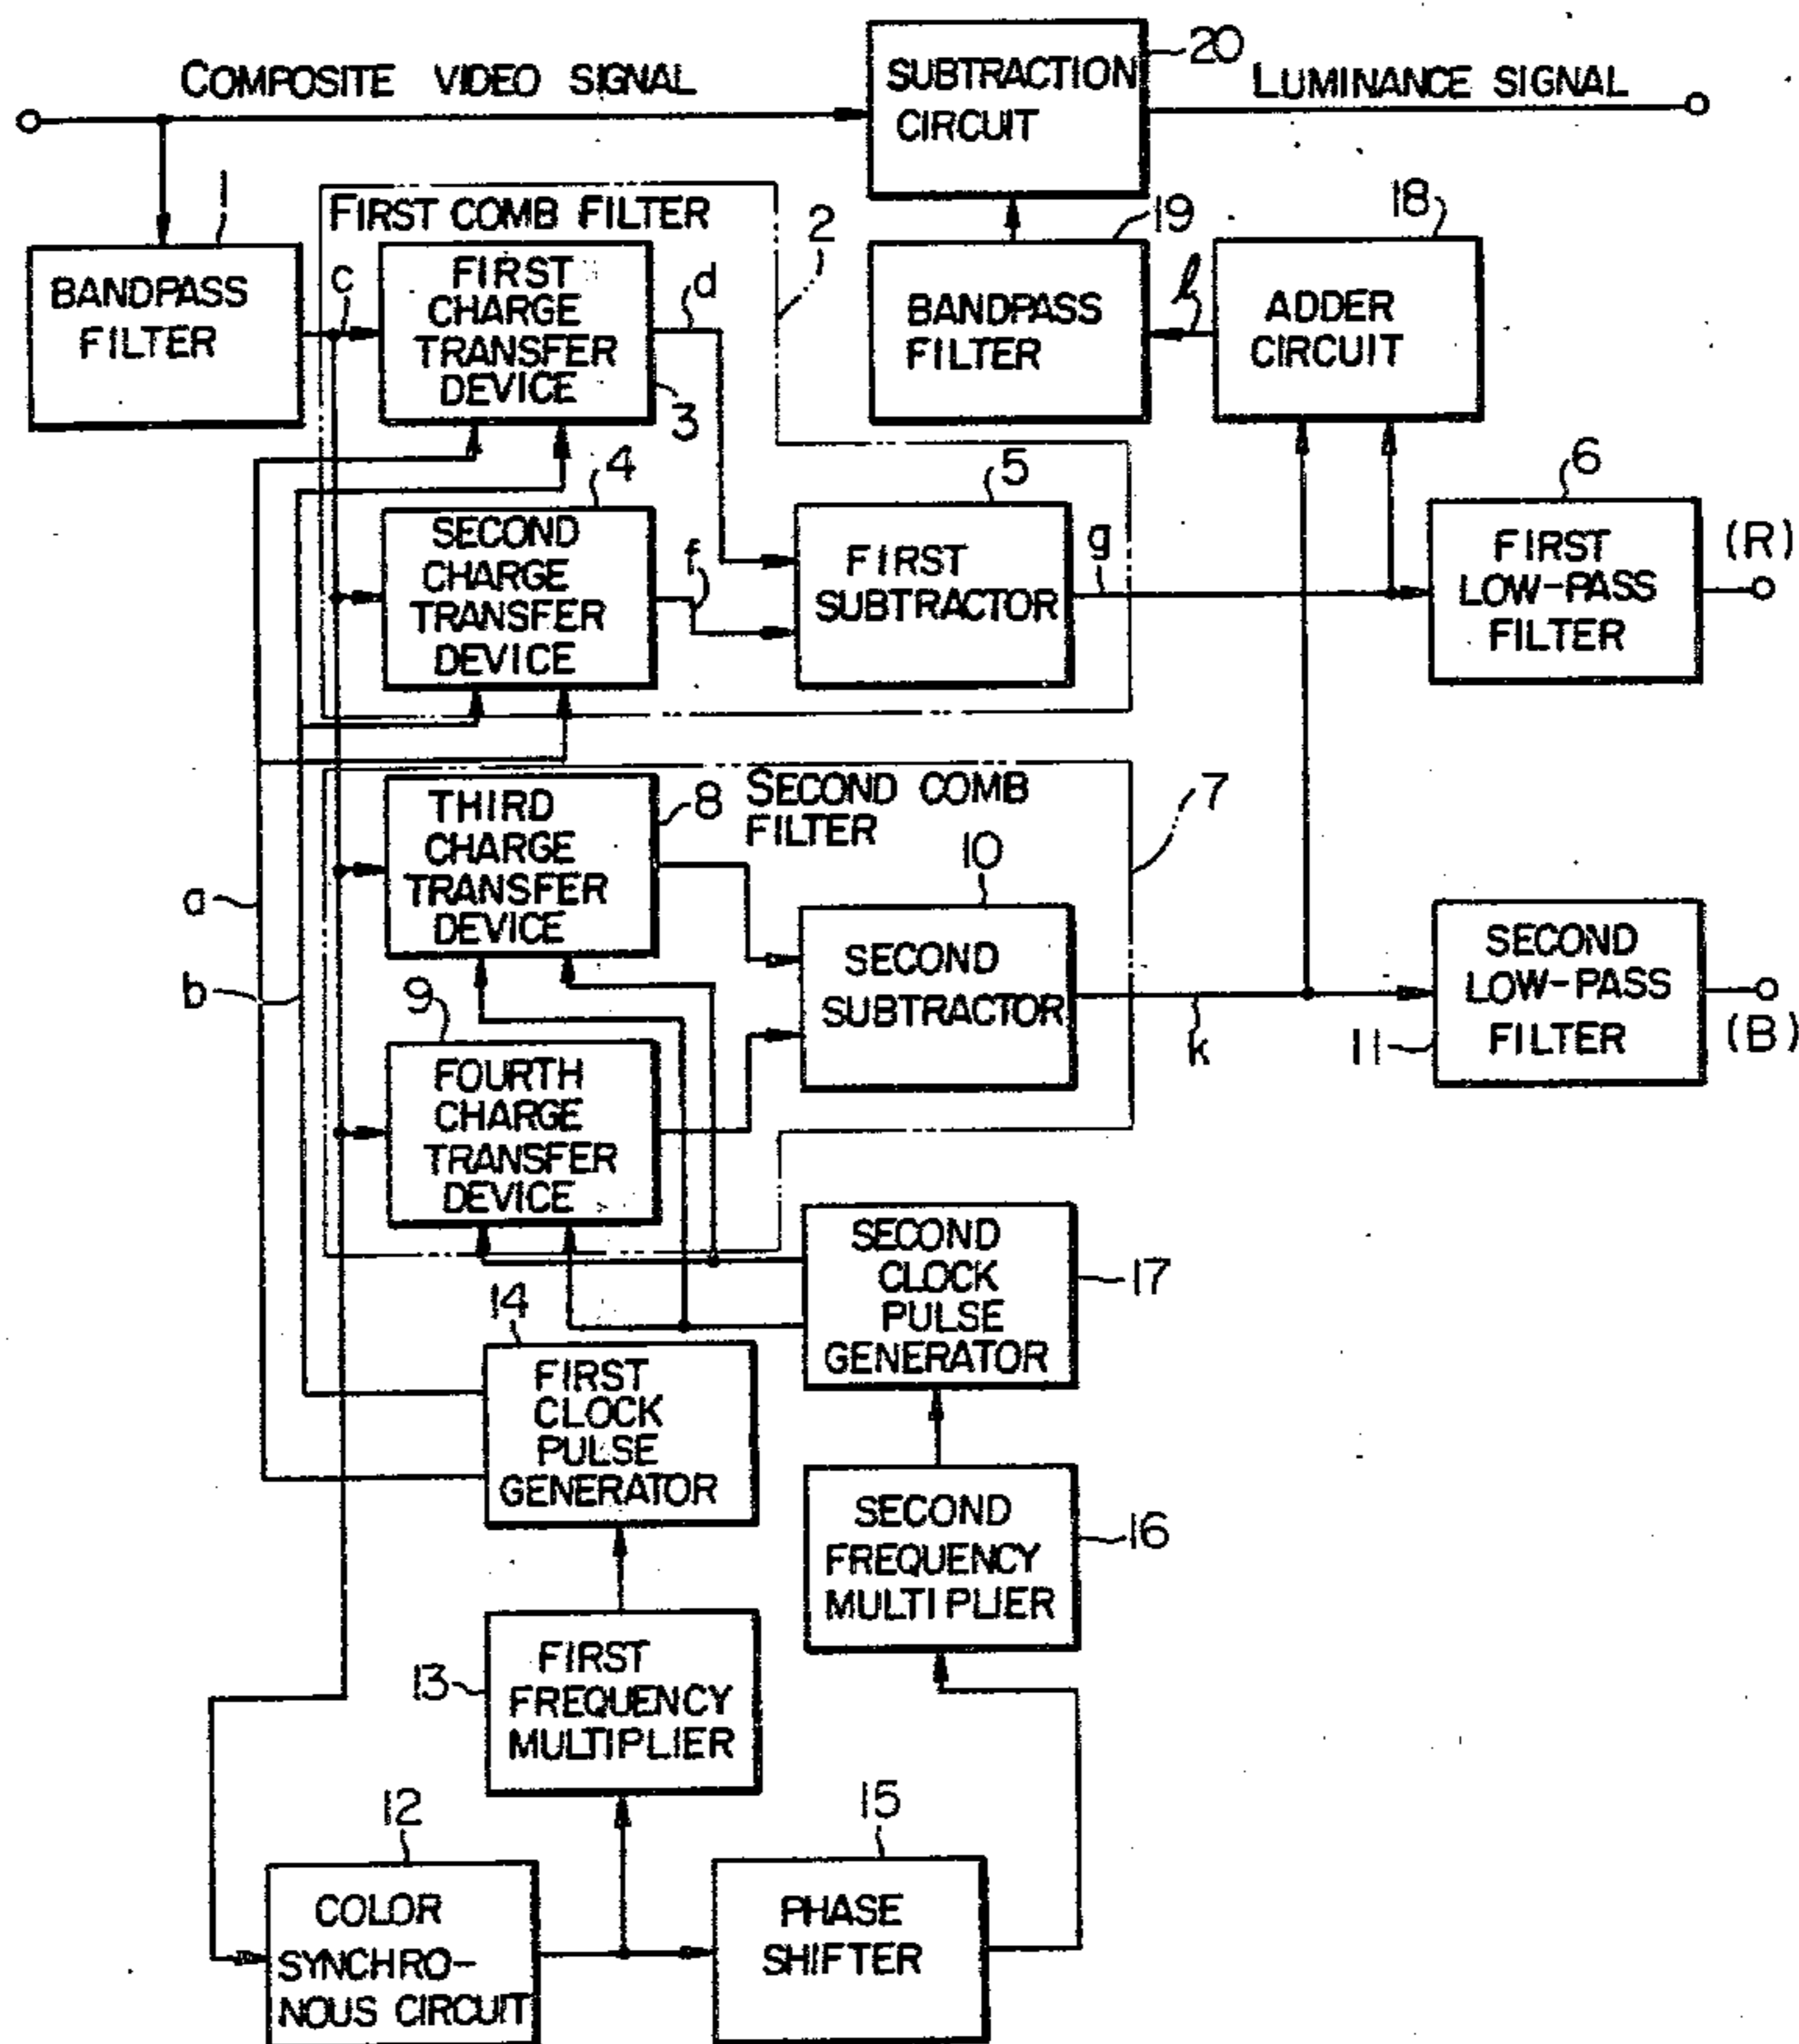 COMPOSITE VIDEO SIGNAL
SUBTRACTION
CIRCUIT
20
LUMINANCE SIGNAL
1
BANDPASS
FILTER
c
FIRST COMB FILTER
2
FIRST
CHARGE
TRANSFER
DEVICE
3
d
19
BANDPASS
FILTER
l
18
ADDER
CIRCUIT
4
SECOND
CHARGE
TRANSFER
DEVICE
f
5
FIRST
SUBTRACTOR
g
6
FIRST
LOW-PASS
FILTER
(R)
a
b
THIRD
CHARGE
TRANSFER
DEVICE
8
SECOND COMB
FILTER
7
9
FOURTH
CHARGE
TRANSFER
DEVICE
10
SECOND
SUBTRACTOR
k
11
SECOND
LOW-PASS
FILTER
(B)
14
FIRST
CLOCK
PULSE
GENERATOR
SECOND
CLOCK
PULSE
GENERATOR
17
13
FIRST
FREQUENCY
MULTIPLIER
SECOND
FREQUENCY
MULTIPLIER
16
12
COLOR
SYNCHRO-
NOUS CIRCUIT
15
PHASE
SHIFTER